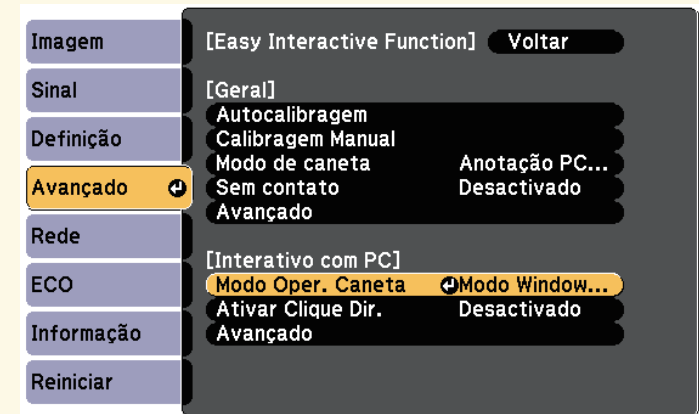 Imagem
Sinal
Definição
Avançado
Rede
ECO
Informação
Reiniciar
[Easy Interactive Function] Voltar
[Geral]
Autocalibragem
Calibragem Manual
Modo de caneta Anotação PC...
Sem contato Desactivado
Avançado
[Interativo com PC]
Modo Oper. Caneta Modo Window...
Ativar Clique Dir. Desactivado
Avançado